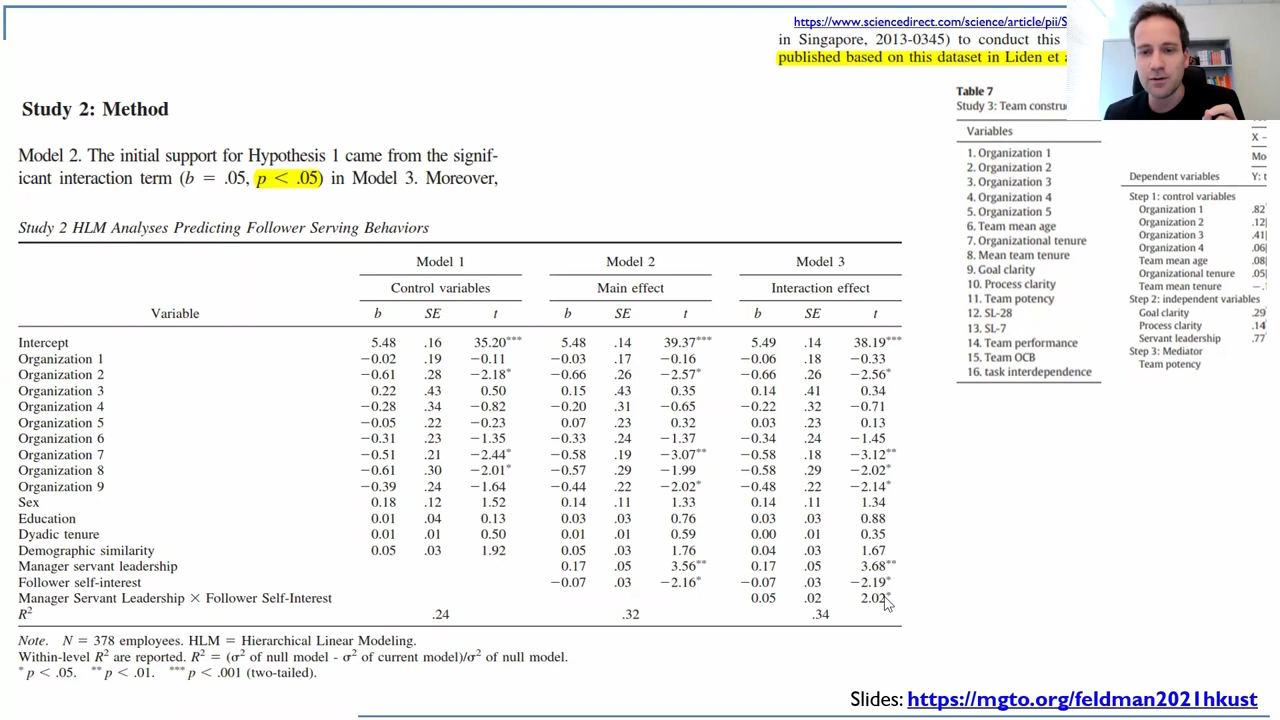 https://www.sciencedirect.com/science/article/pii/S
in Singapore, 2013-0345) to conduct this
published based on this dataset in Liden et
Study 2: Method
Model 2. The initial support for Hypothesis 1 came from the signif-
icant interaction term (b = .05, p < .05) in Model 3. Moreover,
Study 2 HLM Analyses Predicting Follower Serving Behaviors
Model 1 Model 2 Model 3
Control variables Main effect Interaction effect
Variable b SE t b SE t b SE t
Intercept 5.48 .16 35.20*** 5.48 .14 39.37*** 5.49 .14 38.19***
Organization 1 −0.02 .19 −0.11 −0.03 .17 −0.16 −0.06 .18 −0.33
Organization 2 −0.61 .28 −2.18* −0.66 .26 −2.57* −0.66 .26 −2.56*
Organization 3 0.22 .43 0.50 0.15 .43 0.35 0.14 .41 0.34
Organization 4 −0.28 .34 −0.82 −0.20 .31 −0.65 −0.22 .32 −0.71
Organization 5 −0.05 .22 −0.23 0.07 .23 0.32 0.03 .23 0.13
Organization 6 −0.31 .23 −1.35 −0.33 .24 −1.37 −0.34 .24 −1.45
Organization 7 −0.51 .21 −2.44* −0.58 .19 −3.07** −0.58 .18 −3.12**
Organization 8 −0.61 .30 −2.01* −0.57 .29 −1.99 −0.58 .29 −2.02*
Organization 9 −0.39 .24 −1.64 −0.44 .22 −2.02* −0.48 .22 −2.14*
Sex 0.18 .12 1.52 0.14 .11 1.33 0.14 .11 1.34
Education 0.01 .04 0.13 0.03 .03 0.76 0.03 .03 0.88
Dyadic tenure 0.01 .01 0.50 0.01 .01 0.59 0.00 .01 0.35
Demographic similarity 0.05 .03 1.92 0.05 .03 1.76 0.04 .03 1.67
Manager servant leadership 0.17 .05 3.56** 0.17 .05 3.68**
Follower self-interest −0.07 .03 −2.16* −0.07 .03 −2.19*
Manager Servant Leadership × Follower Self-Interest 0.05 .02 2.02*
R² .24 .32 .34
Note. N = 378 employees. HLM = Hierarchical Linear Modeling.
Within-level R² are reported. R² = (σ² of null model - σ² of current model)/σ² of null model.
* p < .05. ** p < .01. *** p < .001 (two-tailed).
Table 7
Study 3: Team constru
Variables
1. Organization 1
2. Organization 2
3. Organization 3
4. Organization 4
5. Organization 5
6. Team mean age
7. Organizational tenure
8. Mean team tenure
9. Goal clarity
10. Process clarity
11. Team potency
12. SL-28
13. SL-7
14. Team performance
15. Team OCB
16. task interdependence
X –
Mo
Dependent variables Y: t
Step 1: control variables
Organization 1 .82
Organization 2 .12
Organization 3 .41
Organization 4 .06
Team mean age .08
Organizational tenure .05
Team mean tenure −.
Step 2: independent variables
Goal clarity .29
Process clarity .14
Servant leadership .77
Step 3: Mediator
Team potency
Slides: https://mgto.org/feldman2021hkust